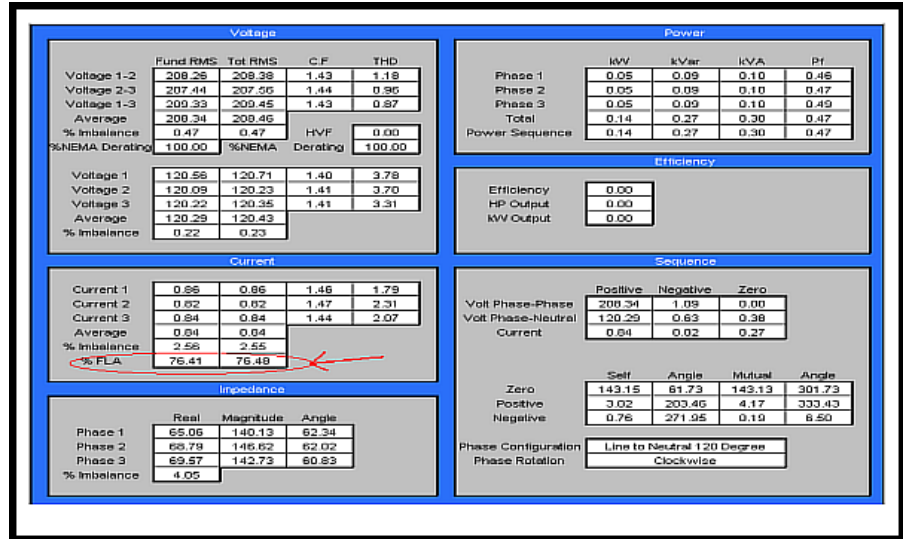 Voltage
Fund RMS Tot RMS C.F THD
Voltage 1-2 208.26 208.38 1.43 1.18
Voltage 2-3 207.44 207.56 1.44 0.96
Voltage 1-3 209.33 209.45 1.43 0.87
Average 208.34 208.46
% Imbalance 0.47 0.47 HVF 0.00
%NEMA Derating 100.00 %NEMA Derating 100.00
Voltage 1 120.56 120.71 1.40 3.78
Voltage 2 120.09 120.23 1.41 3.70
Voltage 3 120.22 120.35 1.41 3.31
Average 120.29 120.43
% Imbalance 0.22 0.23
Current
Current 1 0.86 0.86 1.46 1.79
Current 2 0.82 0.82 1.47 2.31
Current 3 0.84 0.84 1.44 2.07
Average 0.84 0.84
% Imbalance 2.56 2.55
% FLA 76.41 76.48
Impedance
Real Magnitude Angle
Phase 1 65.06 140.13 62.34
Phase 2 68.79 146.62 62.02
Phase 3 69.57 142.73 60.83
% Imbalance 4.05
Power
kW kVar kVA Pf
Phase 1 0.05 0.09 0.10 0.46
Phase 2 0.05 0.09 0.10 0.47
Phase 3 0.05 0.09 0.10 0.49
Total 0.14 0.27 0.30 0.47
Power Sequence 0.14 0.27 0.30 0.47
Efficiency
Efficiency 0.00
HP Output 0.00
kW Output 0.00
Sequence
Positive Negative Zero
Volt Phase-Phase 208.34 1.09 0.00
Volt Phase-Neutral 120.29 0.63 0.38
Current 0.84 0.02 0.27
Self Angle Mutual Angle
Zero 143.15 61.73 143.13 301.73
Positive 3.02 203.46 4.17 333.43
Negative 0.76 271.95 0.19 6.50
Phase Configuration Line to Neutral 120 Degree
Phase Rotation Clockwise